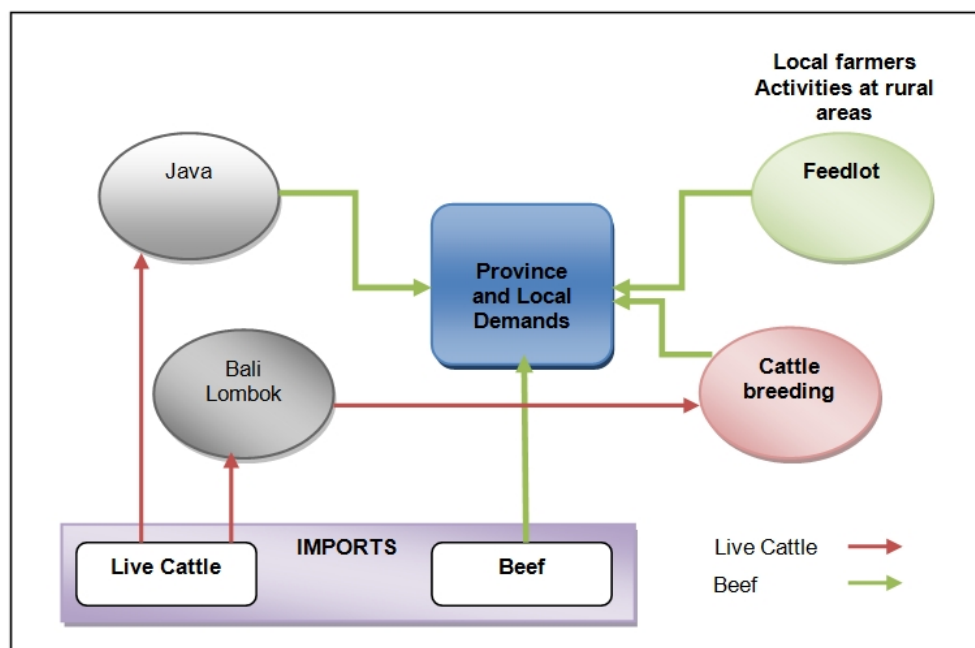 Local farmers
Activities at rural
areas
Java
Feedlot
Province
and Local
Demands
Bali
Lombok
Cattle
breeding
IMPORTS
Live Cattle
Beef
Live Cattle
Beef